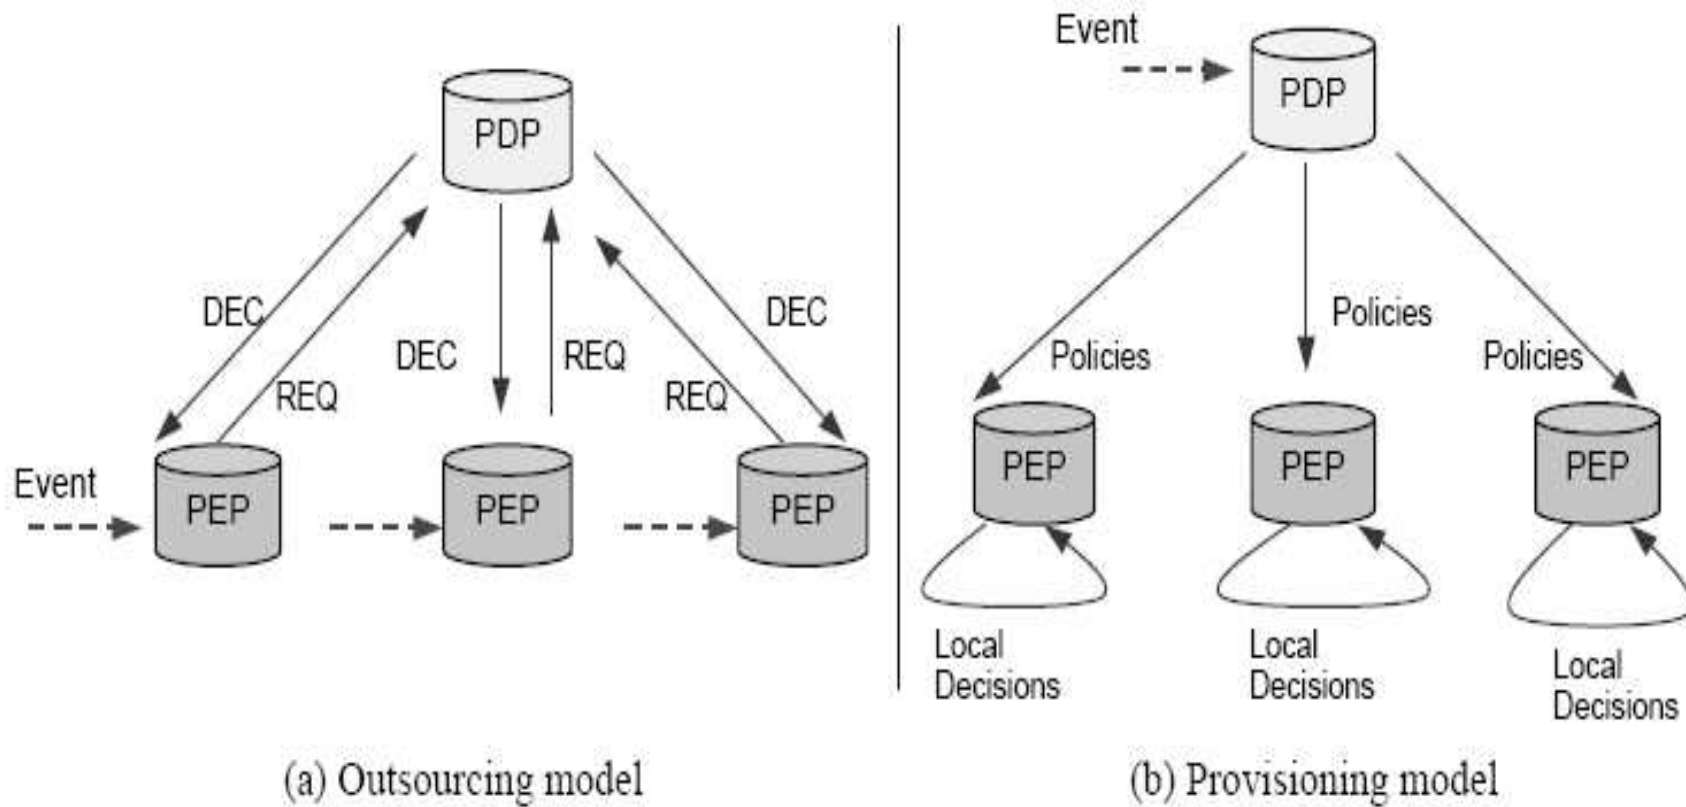 PDP
DEC
DEC
REQ
DEC
REQ
REQ
Event
PEP
PEP
PEP
(a) Outsourcing model
Event
PDP
Policies
Policies
Policies
PEP
PEP
PEP
Local
Decisions
Local
Decisions
Local
Decisions
(b) Provisioning model